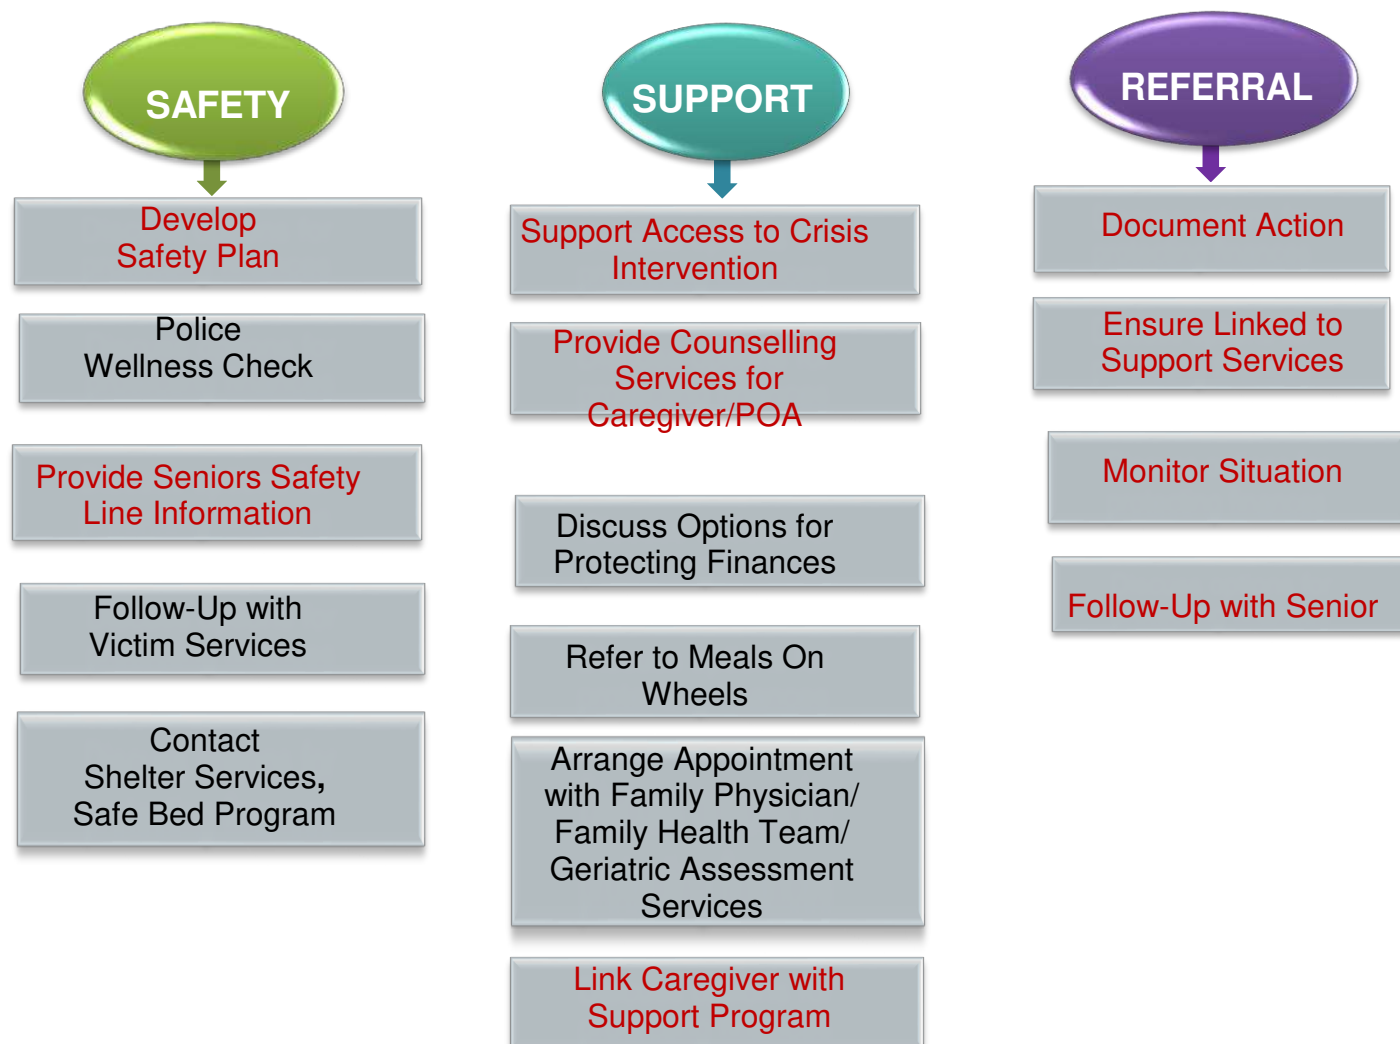 SAFETY
Develop
Safety Plan
Police
Wellness Check
Provide Seniors Safety
Line Information
Follow-Up with
Victim Services
Contact
Shelter Services,
Safe Bed Program
SUPPORT
Support Access to Crisis
Intervention
Provide Counselling
Services for
Caregiver/POA
Discuss Options for
Protecting Finances
Refer to Meals On
Wheels
Arrange Appointment
with Family Physician/
Family Health Team/
Geriatric Assessment
Services
Link Caregiver with
Support Program
REFERRAL
Document Action
Ensure Linked to
Support Services
Monitor Situation
Follow-Up with Senior